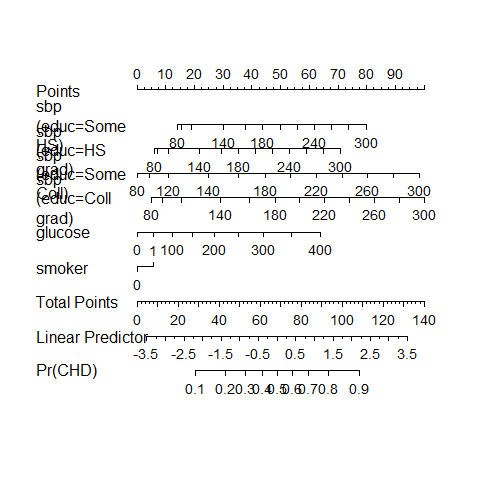 0 10 20 30 40 50 60 70 80 90
Points
sbp
(educ=Some
HS)
80 140 180 240 300
sbp
(educ=HS
grad)
80 140 180 240 300
sbp
(educ=Some
Coll)
80 120 140 180 220 260 300
sbp
(educ=Coll
grad)
80 140 180 220 260 300
glucose
0 100 200 300 400
1
smoker
0
Total Points
0 20 40 60 80 100 120 140
Linear Predictor
-3.5 -2.5 -1.5 -0.5 0.5 1.5 2.5 3.5
Pr(CHD)
0.1 0.2 0.3 0.4 0.5 0.6 0.7 0.8 0.9